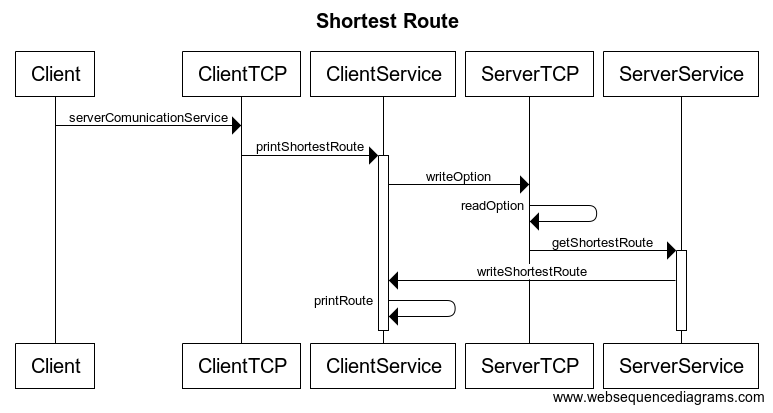 Shortest Route
Client ClientTCP ClientService ServerTCP ServerService
serverComunicationService
printShortestRoute
writeOption
readOption
getShortestRoute
writeShortestRoute
printRoute
Client ClientTCP ClientService ServerTCP ServerService
www.websequencediagrams.com